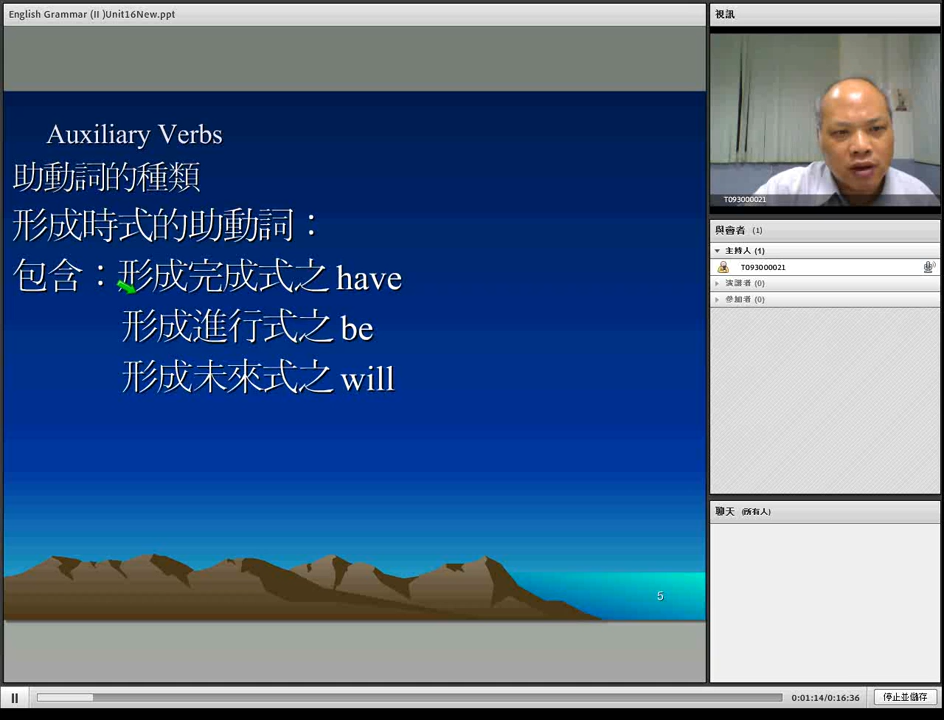 English Grammar (II )Unit16New.ppt
Auxiliary Verbs
助動詞的種類
形成時式的助動詞：
包含：形成完成式之 have
形成進行式之 be
形成未來式之 will
5
視訊
T093000021
與會者 (1)
主持人 (1)
T093000021
演講者 (0)
參加者 (0)
聊天 (所有人)
0:01:14/0:16:36
停止並儲存